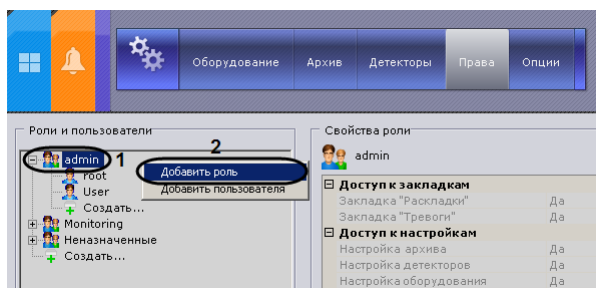 Оборудование Архив Детекторы Права Опции
Роли и пользователи
Свойства роли
2
admin
1
admin
Добавить роль
root
Добавить пользователя
User
Создать...
Monitoring
Неназначенные
Создать...
Доступ к закладкам
Закладка "Раскладки" Да
Закладка "Тревоги" Да
Доступ к настройкам
Настройка архива Да
Настройка детекторов Да
Настройка оборудования Да